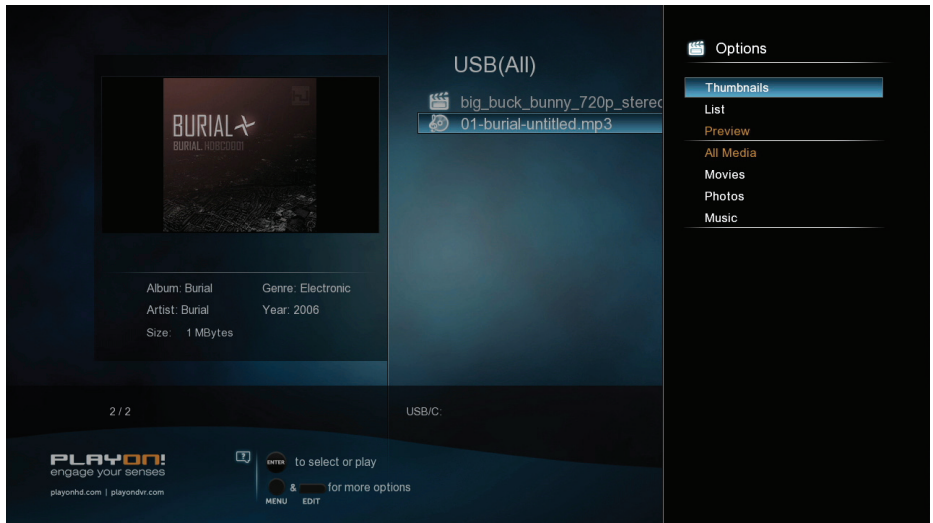 BURIAL
BURIAL. HDBCD001
Album: Burial
Genre: Electronic
Artist: Burial
Year: 2006
Size: 1 MBytes
2 / 2
USB(All)
big_buck_bunny_720p_stereo
01-burial-untitled.mp3
USB/C:
Options
Thumbnails
List
Preview
All Media
Movies
Photos
Music
PLAYON!
engage your senses
playonhd.com | playondvr.com
?
ENTER to select or play
& for more options
MENU EDIT